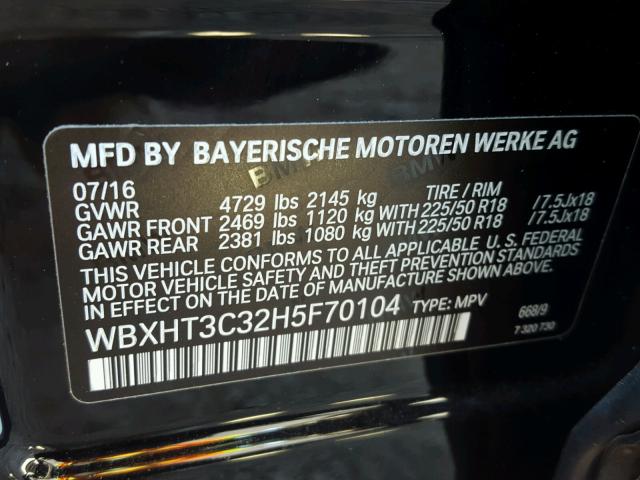 MFD BY BAYERISCHE MOTOREN WERKE AG
07/16 TIRE / RIM
GVWR 4729 lbs 2145 kg
GAWR FRONT 2469 lbs 1120 kg WITH 225/50 R18 /7.5Jx18
GAWR REAR 2381 lbs 1080 kg WITH 225/50 R18 /7.5Jx18
THIS VEHICLE CONFORMS TO ALL APPLICABLE U. S. FEDERAL
MOTOR VEHICLE SAFETY AND THEFT PREVENTION STANDARDS
IN EFFECT ON THE DATE OF MANUFACTURE SHOWN ABOVE.
WBXHT3C32H5F70104 TYPE: MPV 668/9
7 320 730